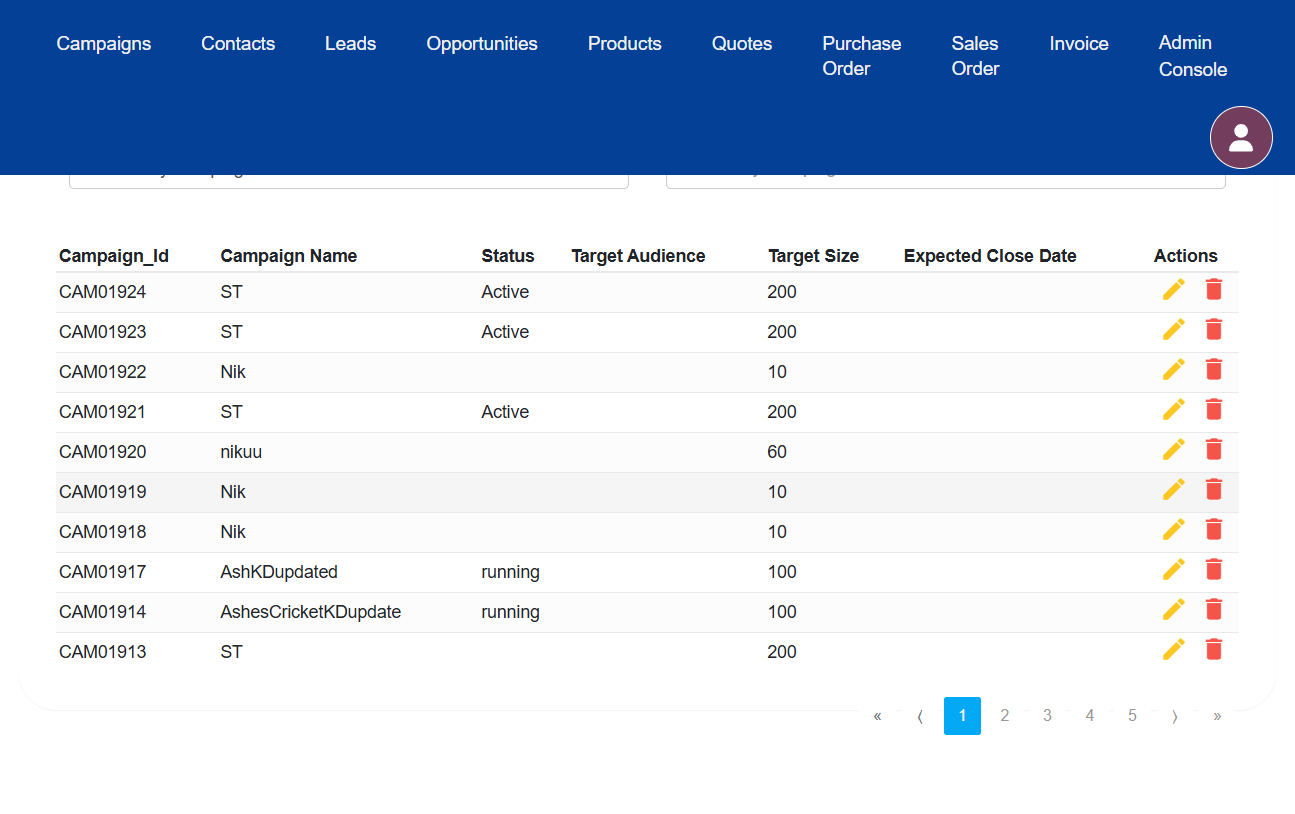 Campaigns Contacts Leads Opportunities Products Quotes Purchase Order Sales Order Invoice Admin Console
Campaign_Id Campaign Name Status Target Audience Target Size Expected Close Date Actions
CAM01924 ST Active 200
CAM01923 ST Active 200
CAM01922 Nik 10
CAM01921 ST Active 200
CAM01920 nikuu 60
CAM01919 Nik 10
CAM01918 Nik 10
CAM01917 AshKDupdated running 100
CAM01914 AshesCricketKDupdate running 100
CAM01913 ST 200
« ⟨ 1 2 3 4 5 ⟩ »